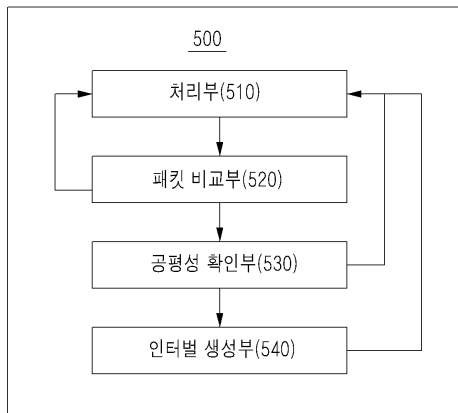 500
처리부(510)
패킷 비교부(520)
공평성 확인부(530)
인터벌 생성부(540)